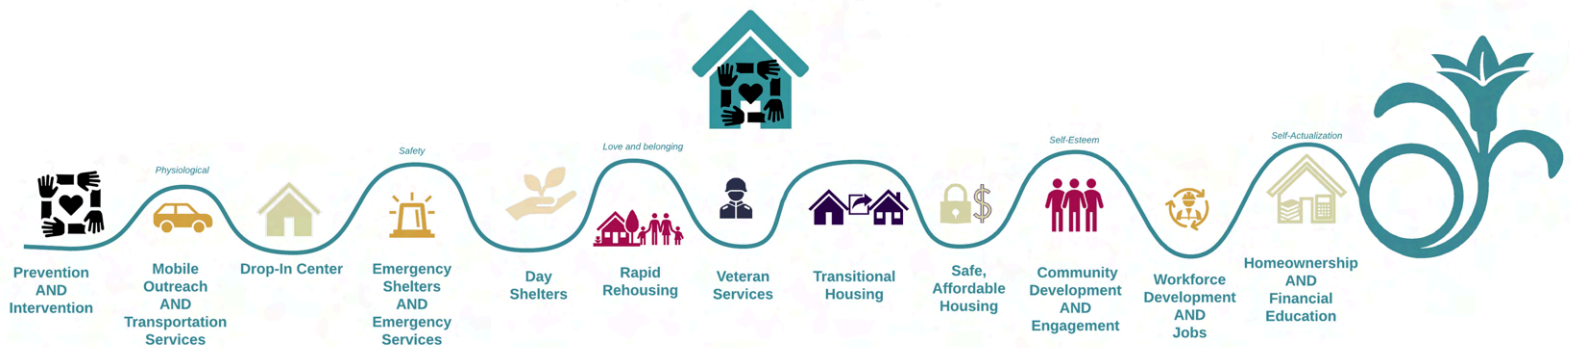 Physiological
Safety
Love and belonging
Self-Esteem
Self-Actualization
$
Prevention
AND
Intervention
Mobile
Outreach
AND
Transportation
Services
Drop-In Center
Emergency
Shelters
AND
Emergency
Services
Day
Shelters
Rapid
Rehousing
Veteran
Services
Transitional
Housing
Safe,
Affordable
Housing
Community
Development
AND
Engagement
Workforce
Development
AND
Jobs
Homeownership
AND
Financial
Education